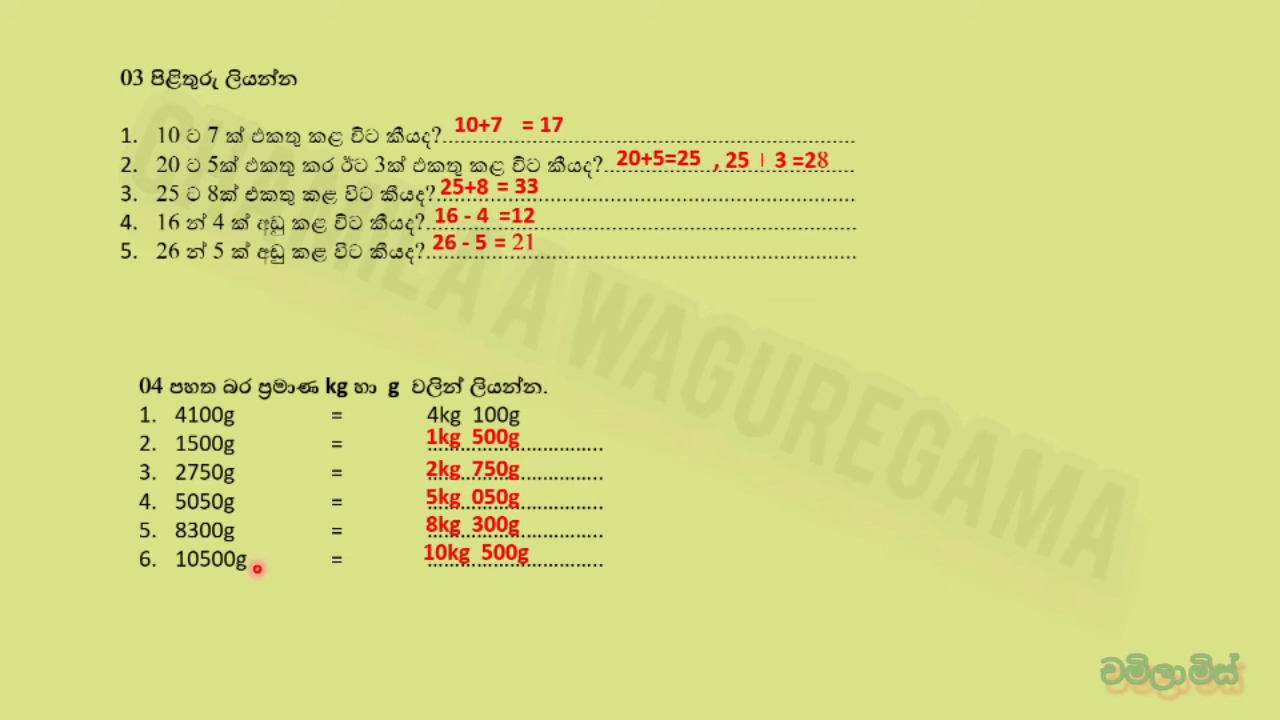 03 පිළිතුරු ලියන්න
1. 10 ට 7 ක් එකතු කළ විට කීයද?........ 10+7 = 17
2. 20 ට 5ක් එකතු කර ඊට 3ක් එකතු කළ විට කීයද?........ 20+5=25 , 25 + 3 =28
3. 25 ට 8ක් එකතු කළ විට කීයද?........ 25+8 = 33
4. 16 න් 4 ක් අඩු කළ විට කීයද?........ 16 - 4 =12
5. 26 න් 5 ක් අඩු කළ විට කීයද?........ 26 - 5 = 21
CHAMILA A WAGUREGAMA
04 පහත බර ප්‍රමාණ kg හා g වලින් ලියන්න.
1. 4100g = 4kg 100g
2. 1500g = 1kg 500g
3. 2750g = 2kg 750g
4. 5050g = 5kg 050g
5. 8300g = 8kg 300g
6. 10500g = 10kg 500g
චමිලා මිස්